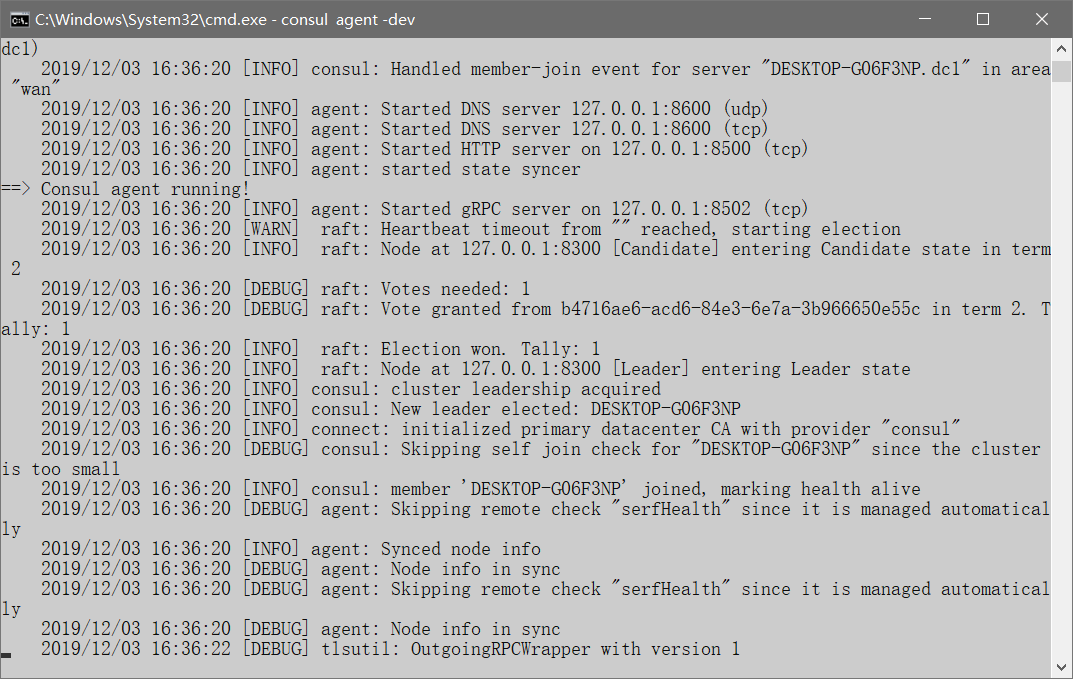 C:\Windows\System32\cmd.exe - consul  agent -dev
dc1)
    2019/12/03 16:36:20 [INFO] consul: Handled member-join event for server "DESKTOP-G06F3NP.dc1" in area
 "wan"
    2019/12/03 16:36:20 [INFO] agent: Started DNS server 127.0.0.1:8600 (udp)
    2019/12/03 16:36:20 [INFO] agent: Started DNS server 127.0.0.1:8600 (tcp)
    2019/12/03 16:36:20 [INFO] agent: Started HTTP server on 127.0.0.1:8500 (tcp)
    2019/12/03 16:36:20 [INFO] agent: started state syncer
==> Consul agent running!
    2019/12/03 16:36:20 [INFO] agent: Started gRPC server on 127.0.0.1:8502 (tcp)
    2019/12/03 16:36:20 [WARN]  raft: Heartbeat timeout from "" reached, starting election
    2019/12/03 16:36:20 [INFO]  raft: Node at 127.0.0.1:8300 [Candidate] entering Candidate state in term
 2
    2019/12/03 16:36:20 [DEBUG] raft: Votes needed: 1
    2019/12/03 16:36:20 [DEBUG] raft: Vote granted from b4716ae6-acd6-84e3-6e7a-3b966650e55c in term 2. T
ally: 1
    2019/12/03 16:36:20 [INFO]  raft: Election won. Tally: 1
    2019/12/03 16:36:20 [INFO]  raft: Node at 127.0.0.1:8300 [Leader] entering Leader state
    2019/12/03 16:36:20 [INFO] consul: cluster leadership acquired
    2019/12/03 16:36:20 [INFO] consul: New leader elected: DESKTOP-G06F3NP
    2019/12/03 16:36:20 [INFO] connect: initialized primary datacenter CA with provider "consul"
    2019/12/03 16:36:20 [DEBUG] consul: Skipping self join check for "DESKTOP-G06F3NP" since the cluster
is too small
    2019/12/03 16:36:20 [INFO] consul: member 'DESKTOP-G06F3NP' joined, marking health alive
    2019/12/03 16:36:20 [DEBUG] agent: Skipping remote check "serfHealth" since it is managed automatical
ly
    2019/12/03 16:36:20 [INFO] agent: Synced node info
    2019/12/03 16:36:20 [DEBUG] agent: Node info in sync
    2019/12/03 16:36:20 [DEBUG] agent: Skipping remote check "serfHealth" since it is managed automatical
ly
    2019/12/03 16:36:20 [DEBUG] agent: Node info in sync
    2019/12/03 16:36:22 [DEBUG] tlsutil: OutgoingRPCWrapper with version 1